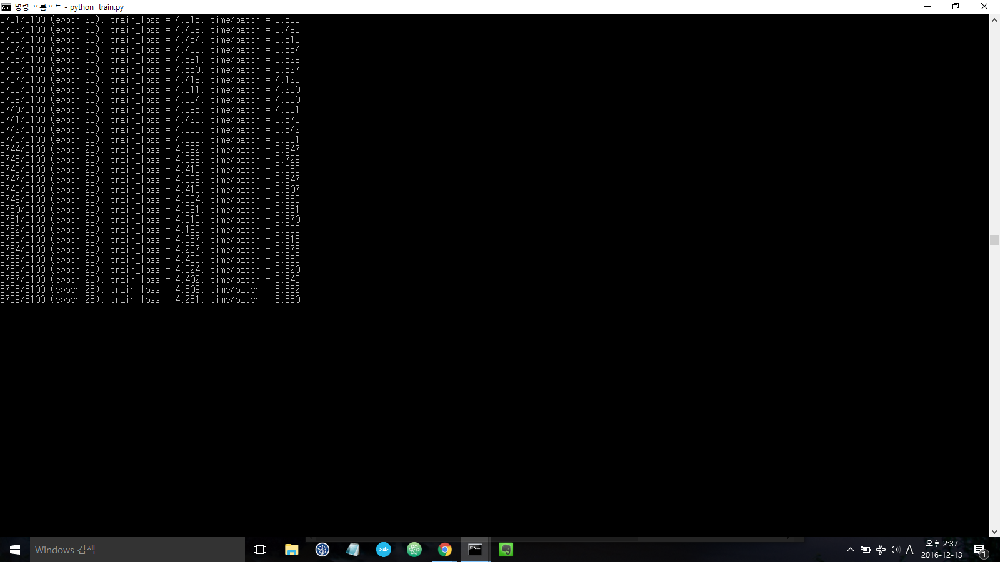 명령 프롬프트 - python  train.py
3731/8100 (epoch 23), train_loss = 4.315, time/batch = 3.568
3732/8100 (epoch 23), train_loss = 4.439, time/batch = 3.493
3733/8100 (epoch 23), train_loss = 4.454, time/batch = 3.513
3734/8100 (epoch 23), train_loss = 4.436, time/batch = 3.554
3735/8100 (epoch 23), train_loss = 4.591, time/batch = 3.529
3736/8100 (epoch 23), train_loss = 4.550, time/batch = 3.527
3737/8100 (epoch 23), train_loss = 4.419, time/batch = 4.126
3738/8100 (epoch 23), train_loss = 4.311, time/batch = 4.230
3739/8100 (epoch 23), train_loss = 4.384, time/batch = 4.330
3740/8100 (epoch 23), train_loss = 4.395, time/batch = 4.331
3741/8100 (epoch 23), train_loss = 4.426, time/batch = 3.578
3742/8100 (epoch 23), train_loss = 4.368, time/batch = 3.542
3743/8100 (epoch 23), train_loss = 4.333, time/batch = 3.631
3744/8100 (epoch 23), train_loss = 4.392, time/batch = 3.547
3745/8100 (epoch 23), train_loss = 4.399, time/batch = 3.729
3746/8100 (epoch 23), train_loss = 4.418, time/batch = 3.658
3747/8100 (epoch 23), train_loss = 4.369, time/batch = 3.547
3748/8100 (epoch 23), train_loss = 4.418, time/batch = 3.507
3749/8100 (epoch 23), train_loss = 4.364, time/batch = 3.558
3750/8100 (epoch 23), train_loss = 4.391, time/batch = 3.551
3751/8100 (epoch 23), train_loss = 4.313, time/batch = 3.570
3752/8100 (epoch 23), train_loss = 4.196, time/batch = 3.683
3753/8100 (epoch 23), train_loss = 4.357, time/batch = 3.515
3754/8100 (epoch 23), train_loss = 4.287, time/batch = 3.575
3755/8100 (epoch 23), train_loss = 4.438, time/batch = 3.556
3756/8100 (epoch 23), train_loss = 4.324, time/batch = 3.520
3757/8100 (epoch 23), train_loss = 4.402, time/batch = 3.543
3758/8100 (epoch 23), train_loss = 4.309, time/batch = 3.662
3759/8100 (epoch 23), train_loss = 4.231, time/batch = 3.630
Windows 검색
A
오후 2:37
2016-12-13
1